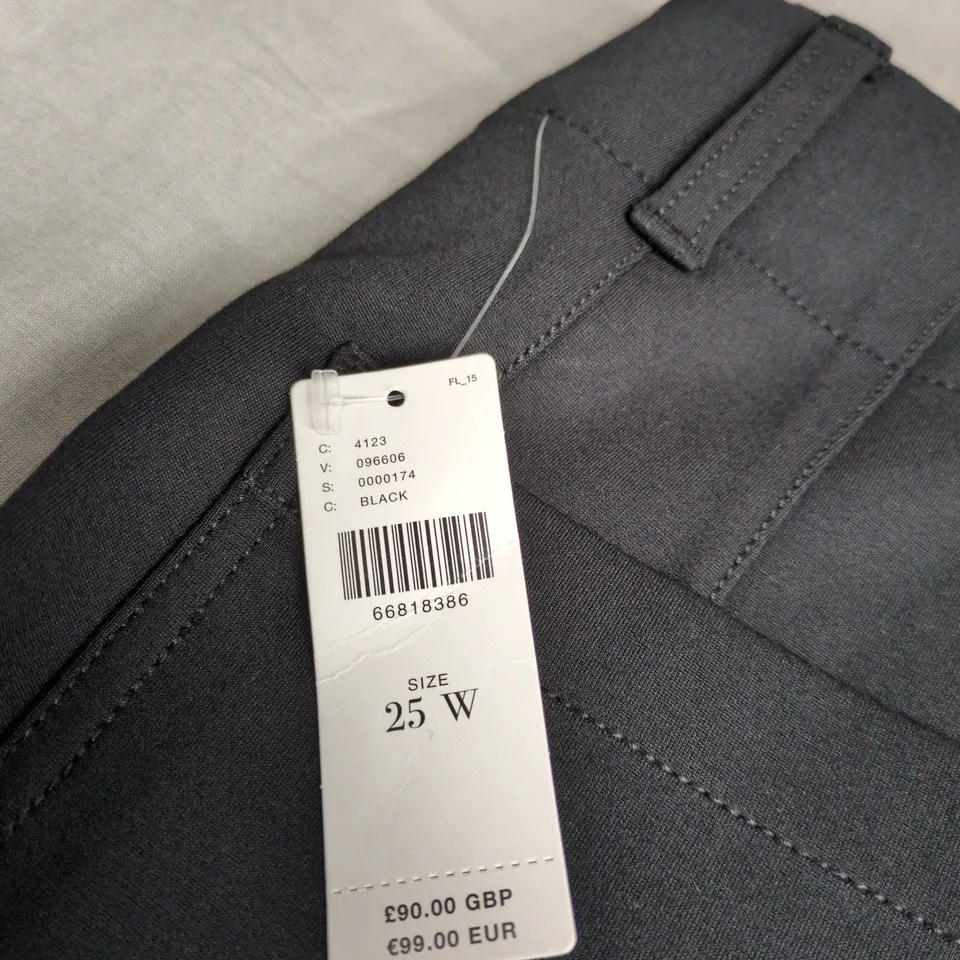 FL_15
C: 4123
V: 096606
S: 0000174
C: BLACK
66818386
SIZE
25 W
£90.00 GBP
€99.00 EUR